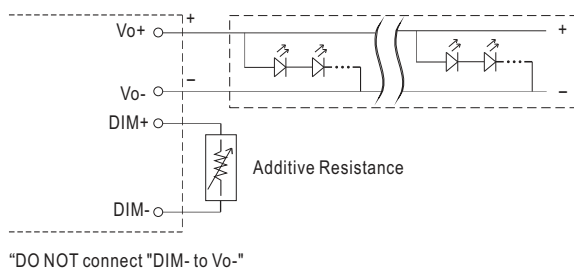 +
Vo+
+
−
Vo-
−
DIM+
Additive Resistance
DIM-
“DO NOT connect "DIM- to Vo-"